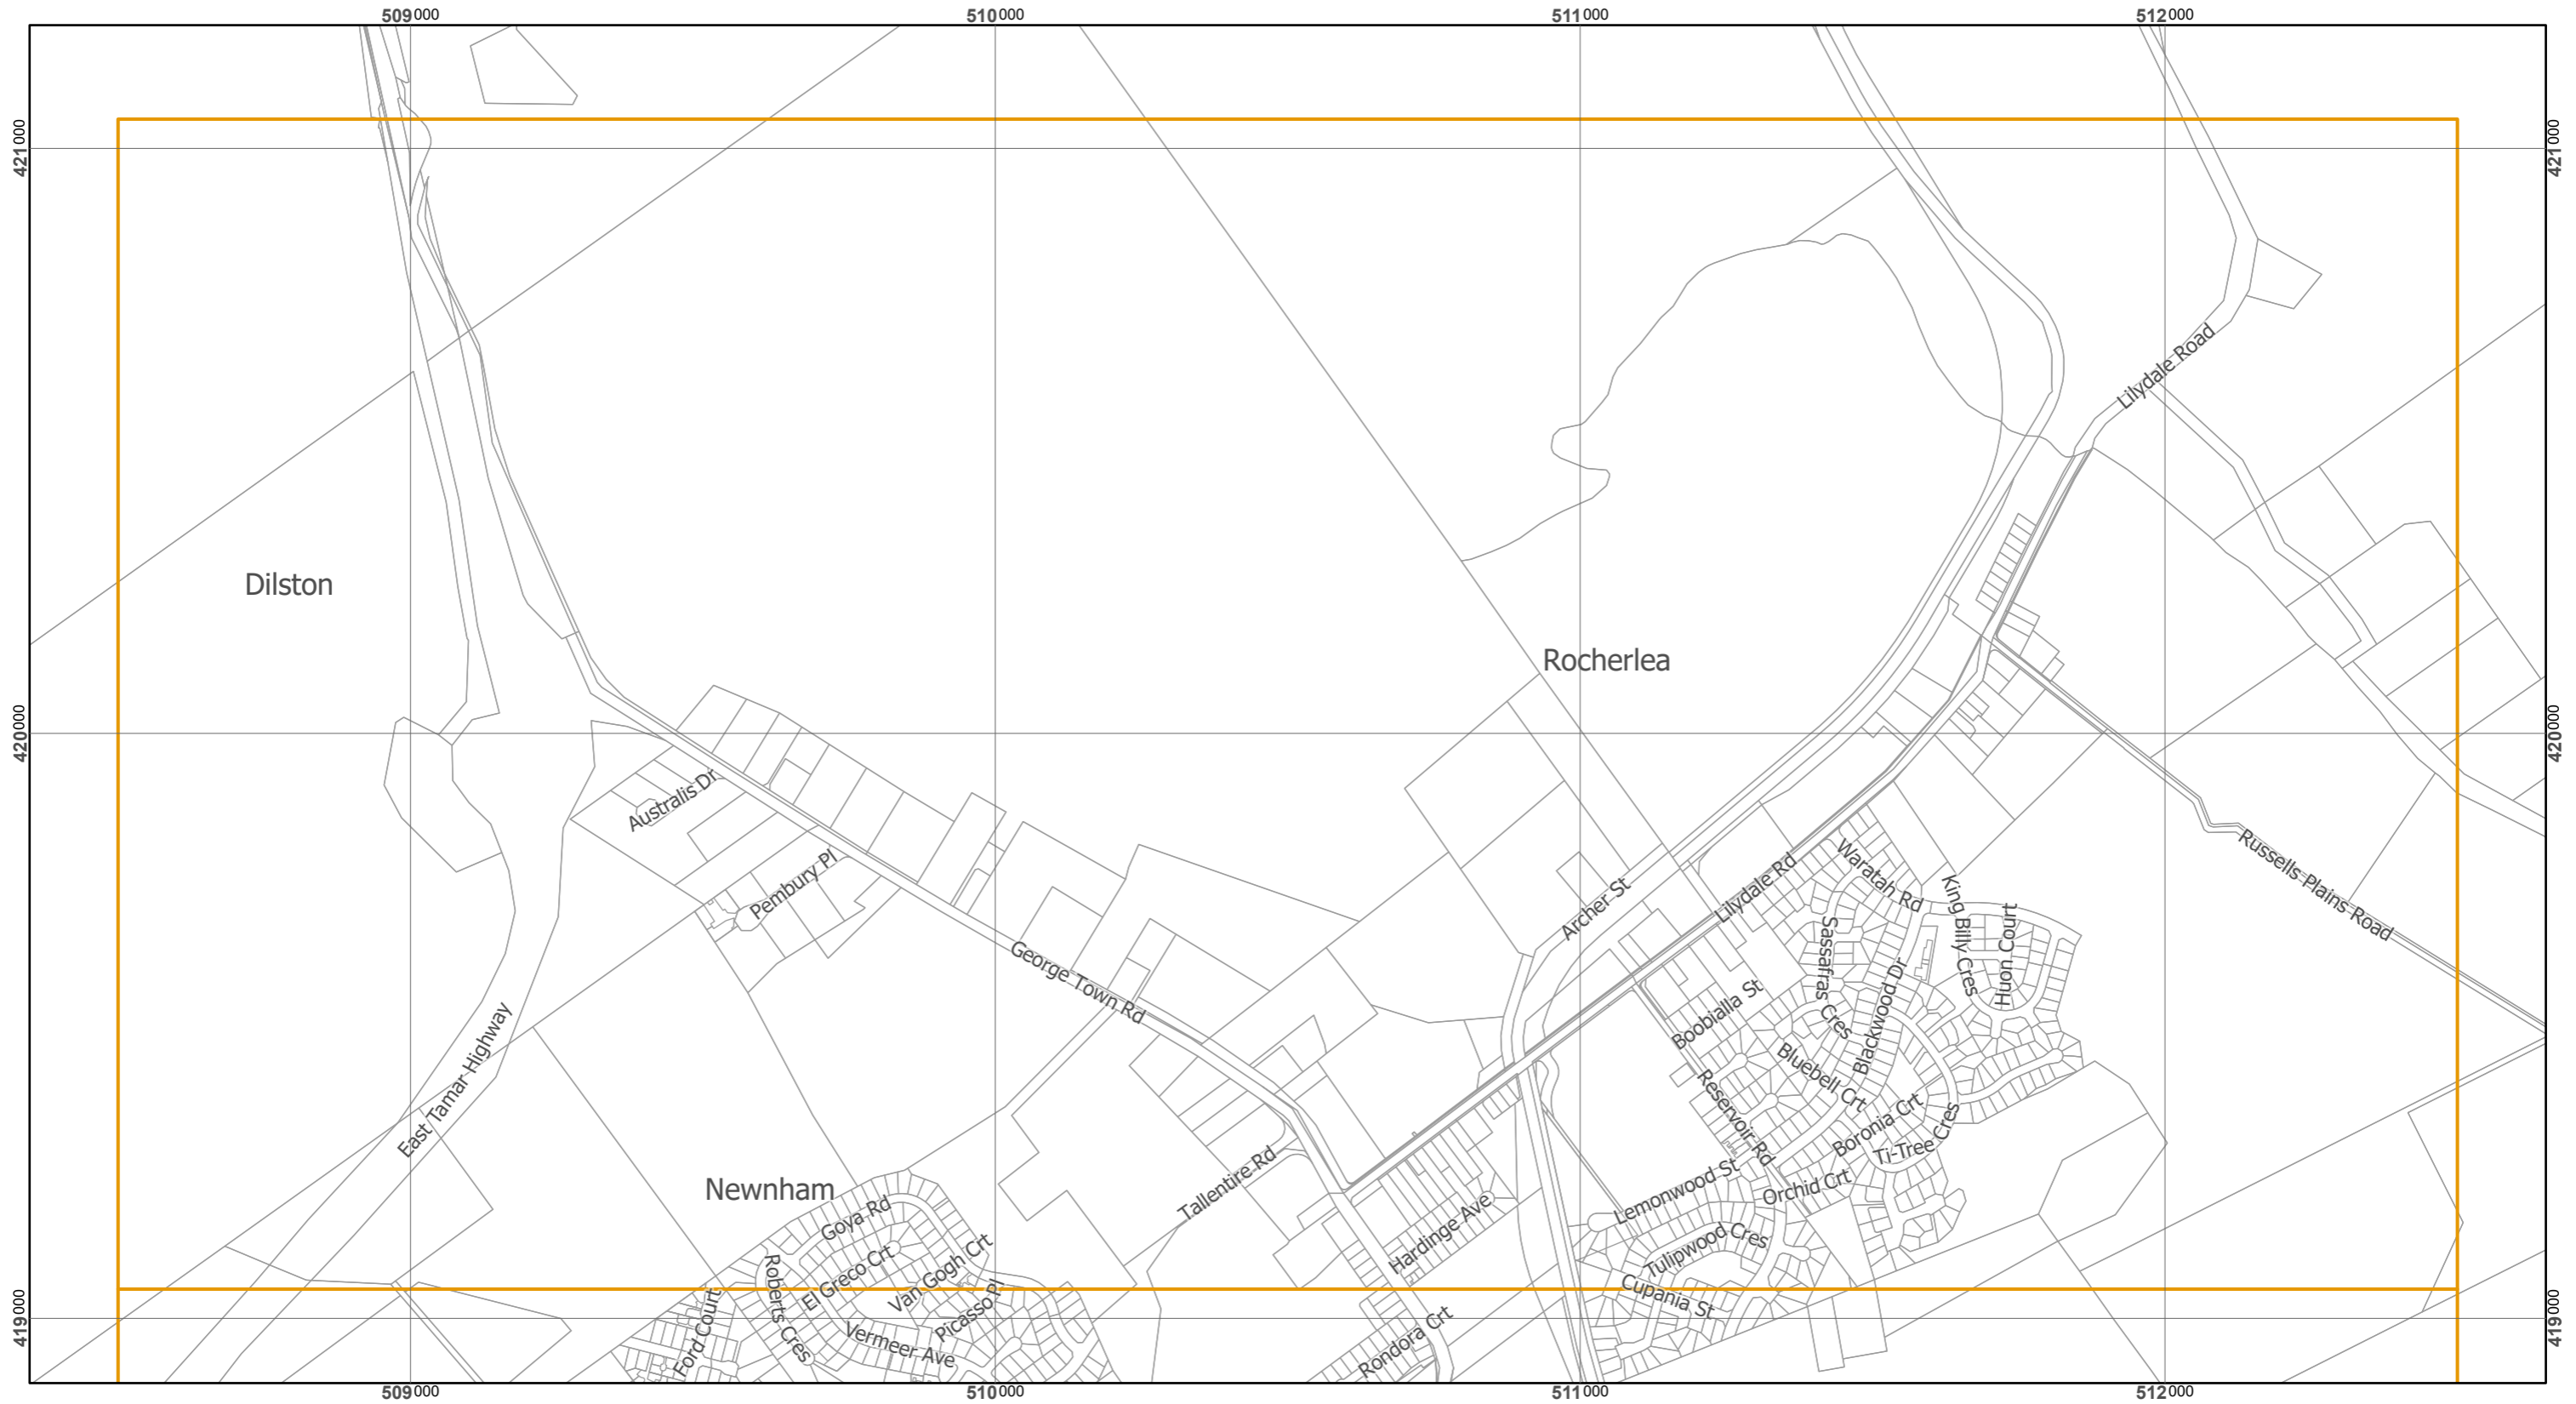 509000
510000
511000
512000
421000
421000
Lilydale Road
Dilston
Rocherlea
420000
420000
Australis Dr
Pembury Pl
Archer St
Lilydale Rd
Waratah Rd
Russells Plains Road
King Billy Cres
Huon Court
Sassafras Cres
George Town Rd
Blackwood Dr
Boobialla St
East Tamar Highway
Bluebell Crt
Reservoir Rd
Boronia Crt
Ti-Tree Cres
Newnham
Tallentire Rd
Lemonwood St
Orchid Crt
Goya Rd
Hardinge Ave
Tulipwood Cres
El Greco Crt
Van Gogh Crt
Roberts Cres
Picasso Pl
Cupania St
419000
419000
Ford Court
Vermeer Ave
Rondora Crt
509000
510000
511000
512000